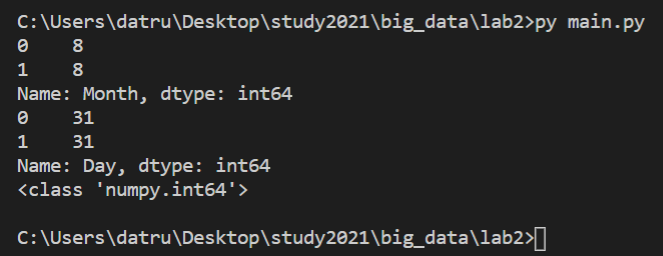 C:\Users\datru\Desktop\study2021\big_data\lab2>py main.py
0    8
1    8
Name: Month, dtype: int64
0    31
1    31
Name: Day, dtype: int64
<class 'numpy.int64'>
C:\Users\datru\Desktop\study2021\big_data\lab2>